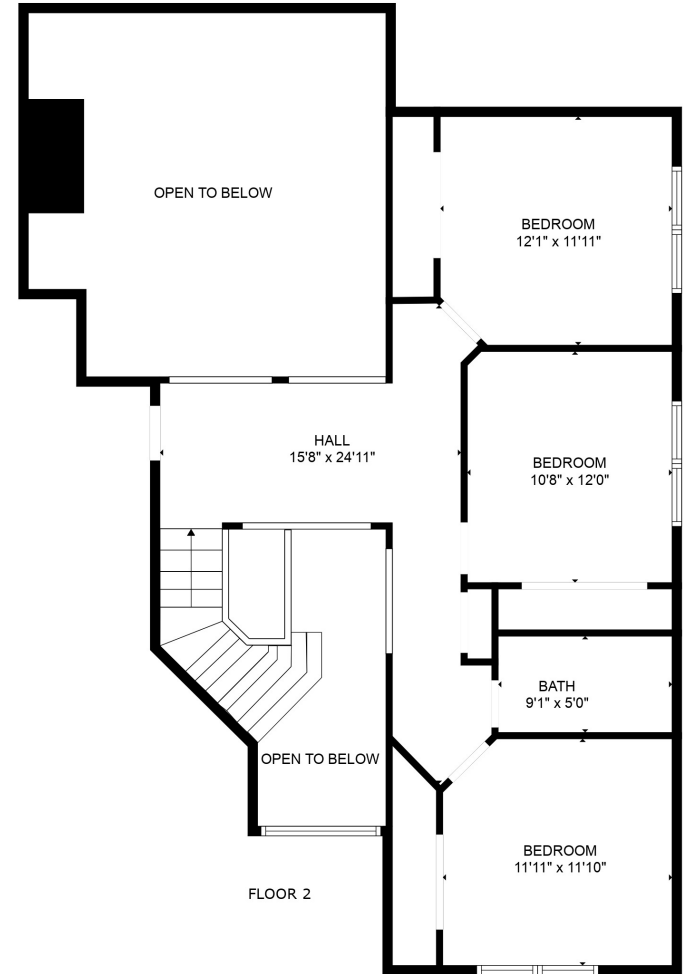 OPEN TO BELOW
BEDROOM
12'1" x 11'11"
HALL
15'8" x 24'11"
BEDROOM
10'8" x 12'0"
BATH
9'1" x 5'0"
OPEN TO BELOW
BEDROOM
11'11" x 11'10"
FLOOR 2